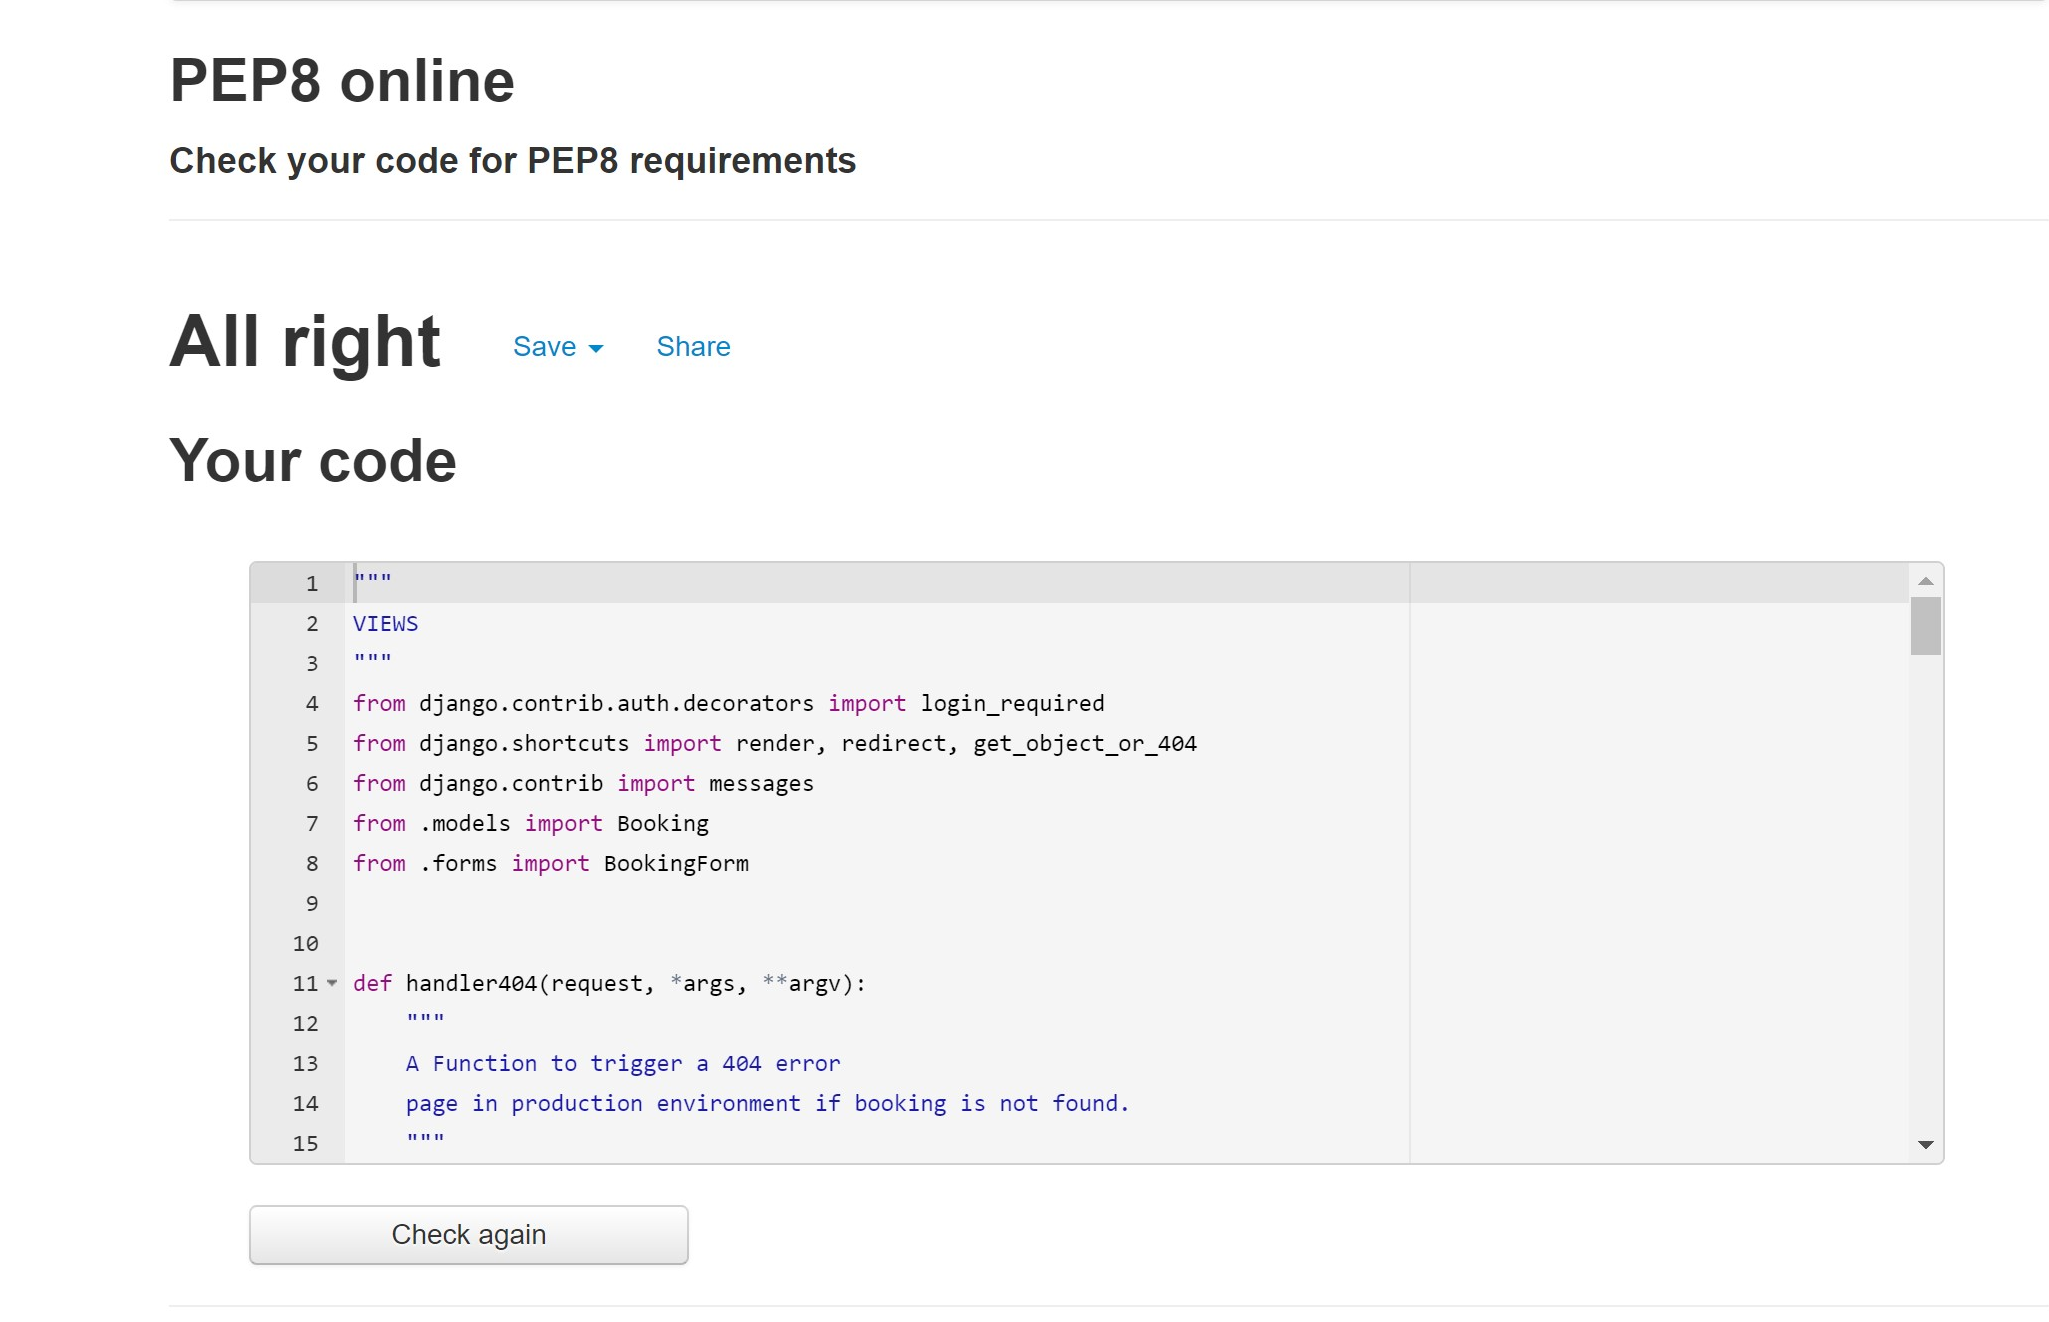 PEP8 online
Check your code for PEP8 requirements
All right Save Share
Your code
1 """
2 VIEWS
3 """
4 from django.contrib.auth.decorators import login_required
5 from django.shortcuts import render, redirect, get_object_or_404
6 from django.contrib import messages
7 from .models import Booking
8 from .forms import BookingForm
9
10
11 def handler404(request, *args, **argv):
12     """
13     A Function to trigger a 404 error
14     page in production environment if booking is not found.
15     """
Check again